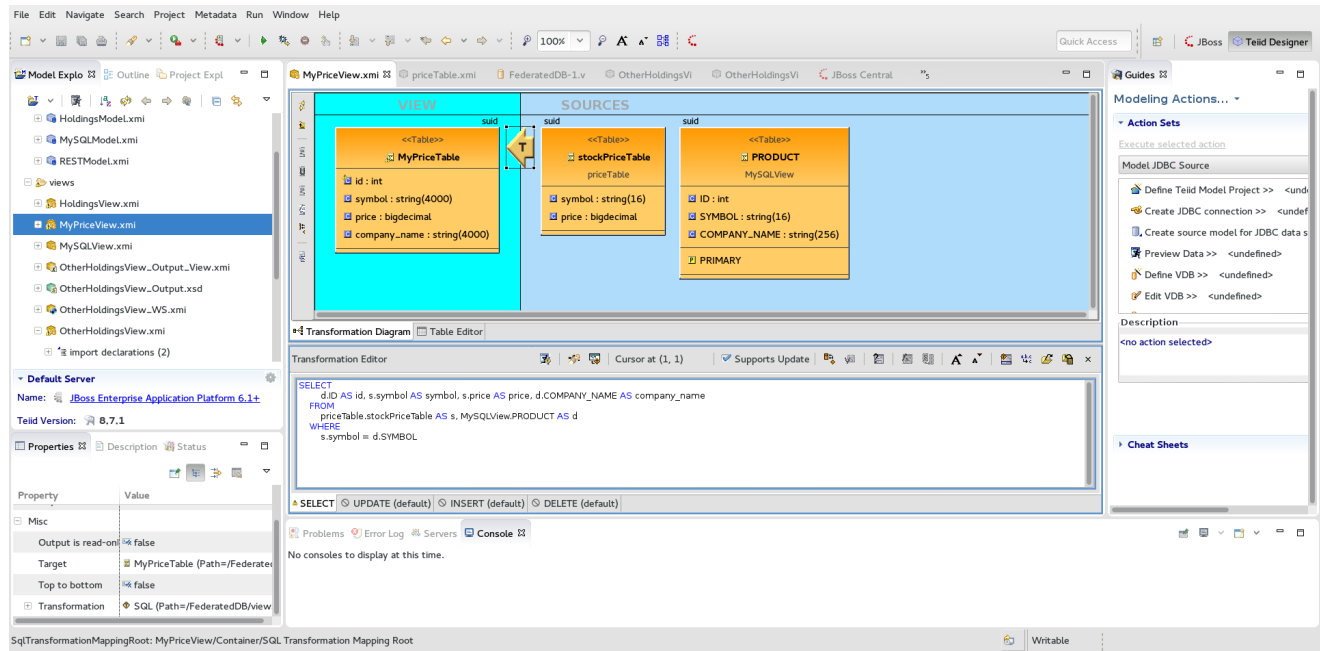 File Edit Navigate Search Project Metadata Run Window Help
100%
Quick Access
JBoss
Teiid Designer
Model Explo
Outline
Project Expl
HoldingsModel.xmi
MySQLModel.xmi
RESTModel.xmi
views
HoldingsView.xmi
MyPriceView.xmi
MySQLView.xmi
OtherHoldingsView_Output_View.xmi
OtherHoldingsView_Output.xsd
OtherHoldingsView_WS.xmi
OtherHoldingsView.xmi
import declarations (2)
Default Server
Name: JBoss Enterprise Application Platform 6.1+
Teiid Version: 8.7.1
Properties
Description
Status
Property Value
Misc
Output is read-onl false
Target MyPriceTable (Path=/Federated
Top to bottom false
Transformation SQL (Path=/FederatedDB/view
MyPriceView.xmi
priceTable.xmi
FederatedDB-1.v
OtherHoldingsVi
OtherHoldingsVi
JBoss Central
»5
VIEW
SOURCES
suid
<<Table>>
MyPriceTable
id : int
symbol : string(4000)
price : bigdecimal
company_name : string(4000)
T
suid
<<Table>>
stockPriceTable
priceTable
symbol : string(16)
price : bigdecimal
suid
<<Table>>
PRODUCT
MySQLView
ID : int
SYMBOL : string(16)
COMPANY_NAME : string(256)
PRIMARY
Transformation Diagram
Table Editor
Transformation Editor
Cursor at (1, 1)
Supports Update
SELECT
d.ID AS id, s.symbol AS symbol, s.price AS price, d.COMPANY_NAME AS company_name
FROM
priceTable.stockPriceTable AS s, MySQLView.PRODUCT AS d
WHERE
s.symbol = d.SYMBOL
SELECT
UPDATE (default)
INSERT (default)
DELETE (default)
Problems
Error Log
Servers
Console
No consoles to display at this time.
Guides
Modeling Actions...
Action Sets
Execute selected action
Model JDBC Source
Define Teiid Model Project >> <unde
Create JDBC connection >> <undef
Create source model for JDBC data s
Preview Data >> <undefined>
Define VDB >> <undefined>
Edit VDB >> <undefined>
Description
<no action selected>
Cheat Sheets
SqlTransformationMappingRoot: MyPriceView/Container/SQL Transformation Mapping Root
Writable